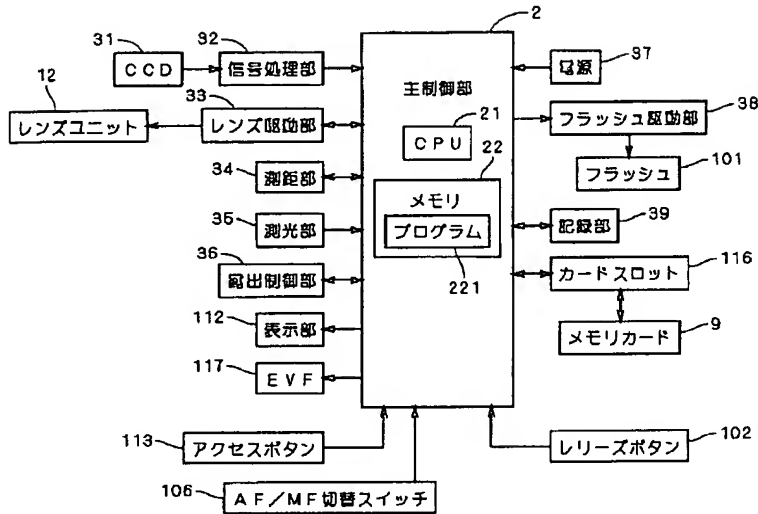 2
31
CCD
32
信号処理部
12
レンズユニット
33
レンズ駆動部
34
測距部
35
測光部
36
露出制御部
112
表示部
117
EVF
113
アクセスボタン
106
AF/MF切替スイッチ
主制御部
21
CPU
22
メモリ
プログラム
221
37
電源
38
フラッシュ駆動部
101
フラッシュ
39
記録部
116
カードスロット
9
メモリカード
102
レリーズボタン